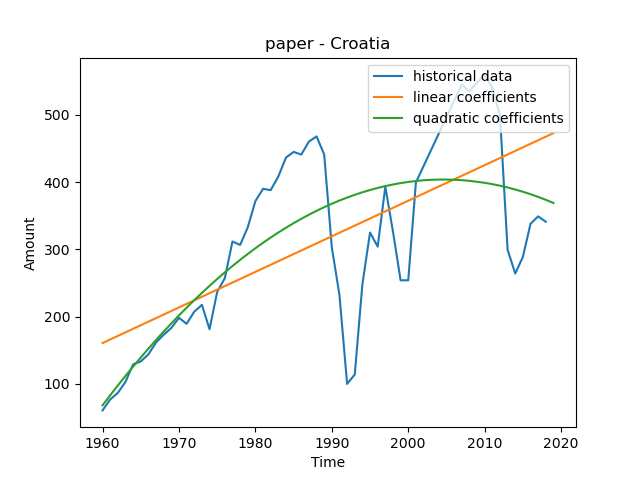 paper - Croatia
historical data
linear coefficients
quadratic coefficients
Amount
500
400
300
200
100
1960 1970 1980 1990 2000 2010 2020
Time